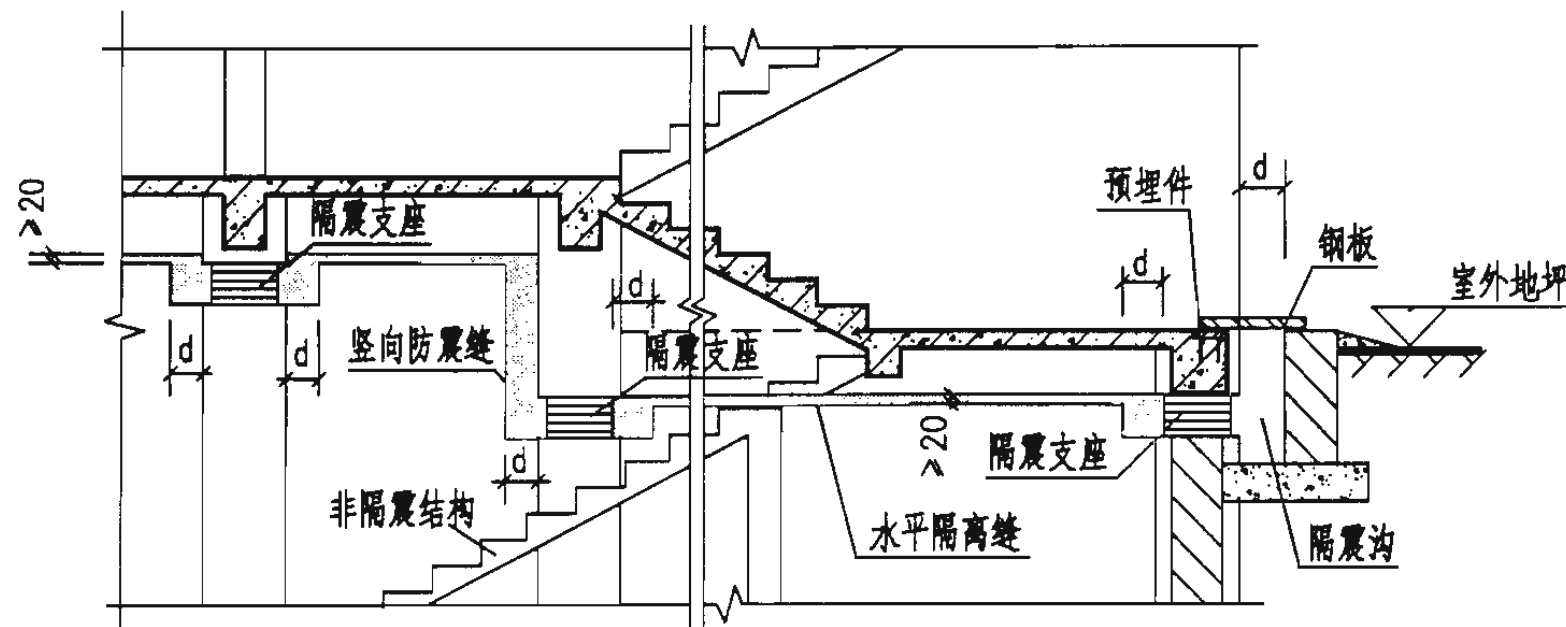 d
预埋件
≥20
隔震支座
钢板
室外地坪
d
d
d
d
竖向防震缝
隔震支座
≥20
隔震支座
d
非隔震结构
水平隔离缝
隔震沟